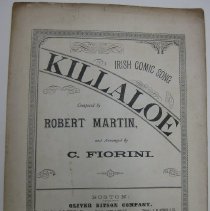 IRISH COMIC SONG
KILLALOE
Composed by
ROBERT MARTIN,
and Arranged by
C. FIORINI.
BOSTON:
OLIVER DITSON COMPANY.